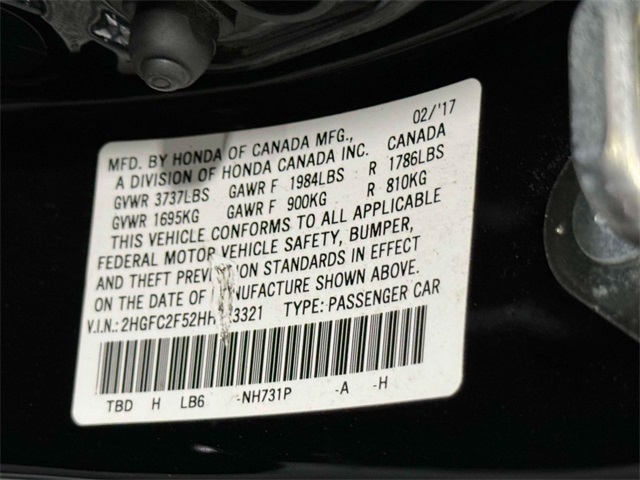 02/'17
MFD. BY HONDA OF CANADA MFG.,
A DIVISION OF HONDA CANADA INC. CANADA
GVWR 3737LBS GAWR F 1984LBS R 1786LBS
GVWR 1695KG GAWR F 900KG R 810KG
THIS VEHICLE CONFORMS TO ALL APPLICABLE
FEDERAL MOTOR VEHICLE SAFETY, BUMPER,
AND THEFT PREVENTION STANDARDS IN EFFECT
ON THE DATE OF MANUFACTURE SHOWN ABOVE.
V.I.N.: TYPE: PASSENGER CAR
TBD H LB6 -NH731P -A -H